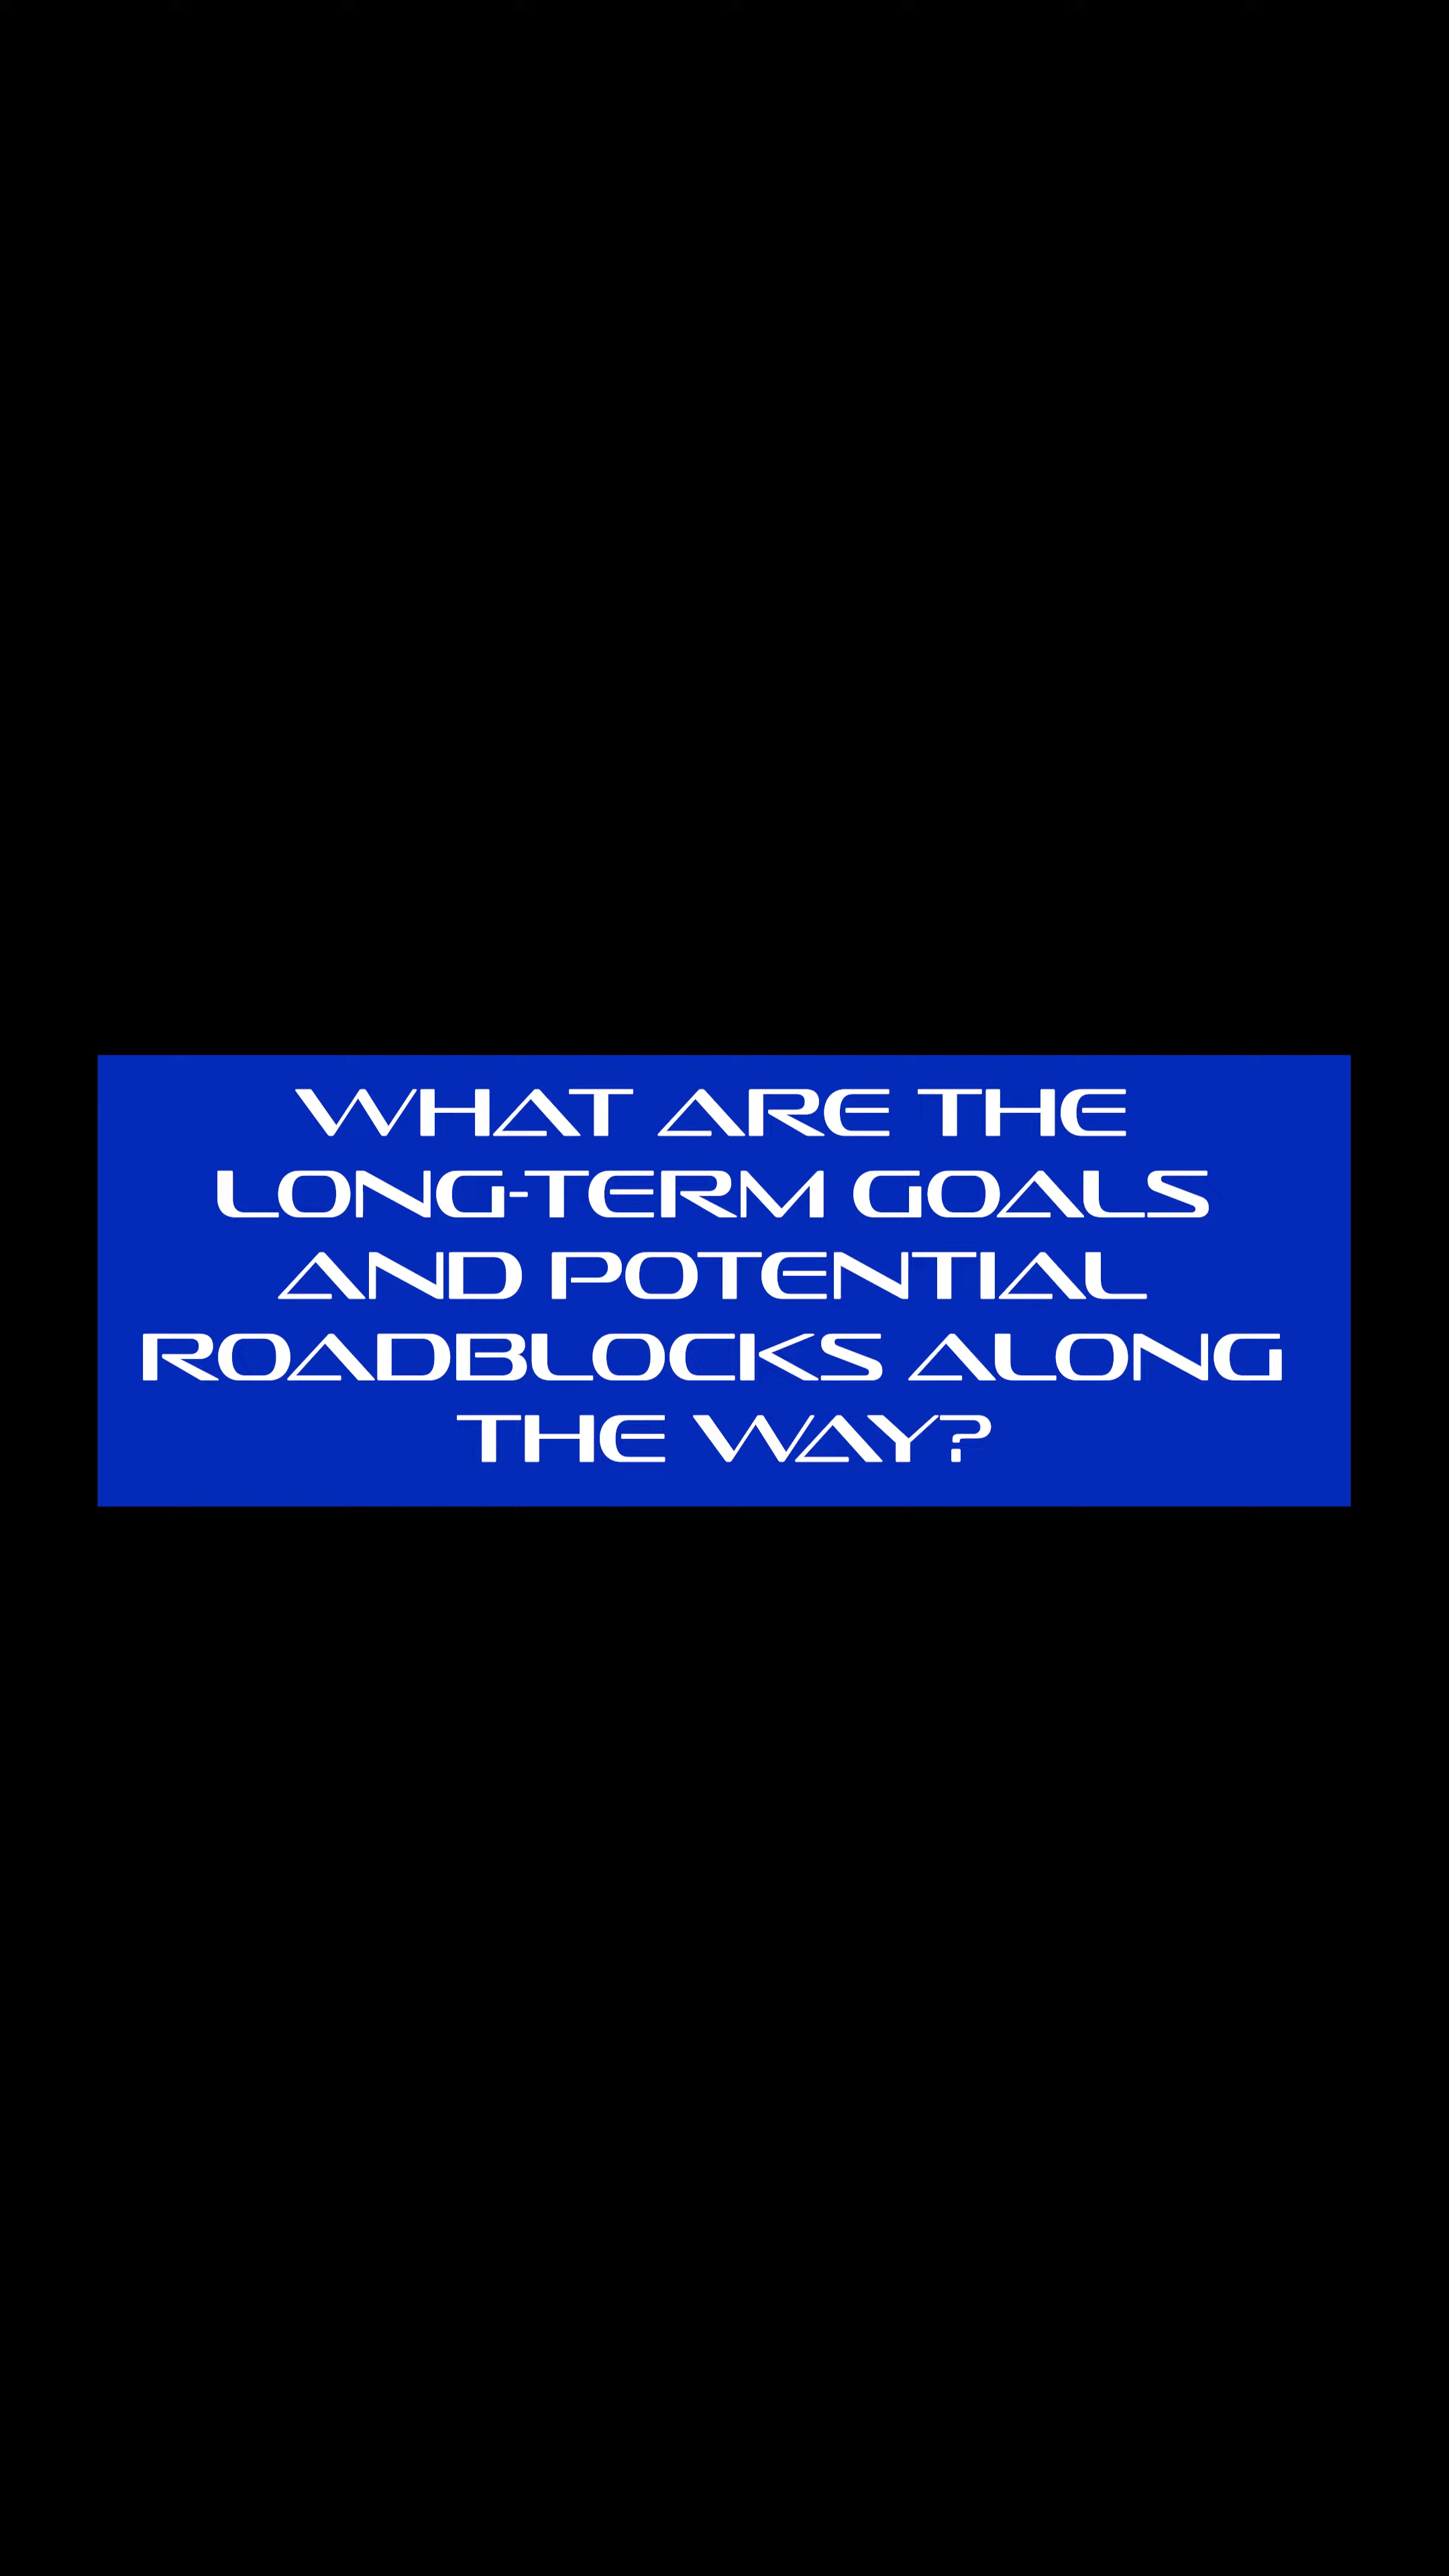 WHAT ARE THE
LONG-TERM GOALS
AND POTENTIAL
ROADBLOCKS ALONG
THE WAY?